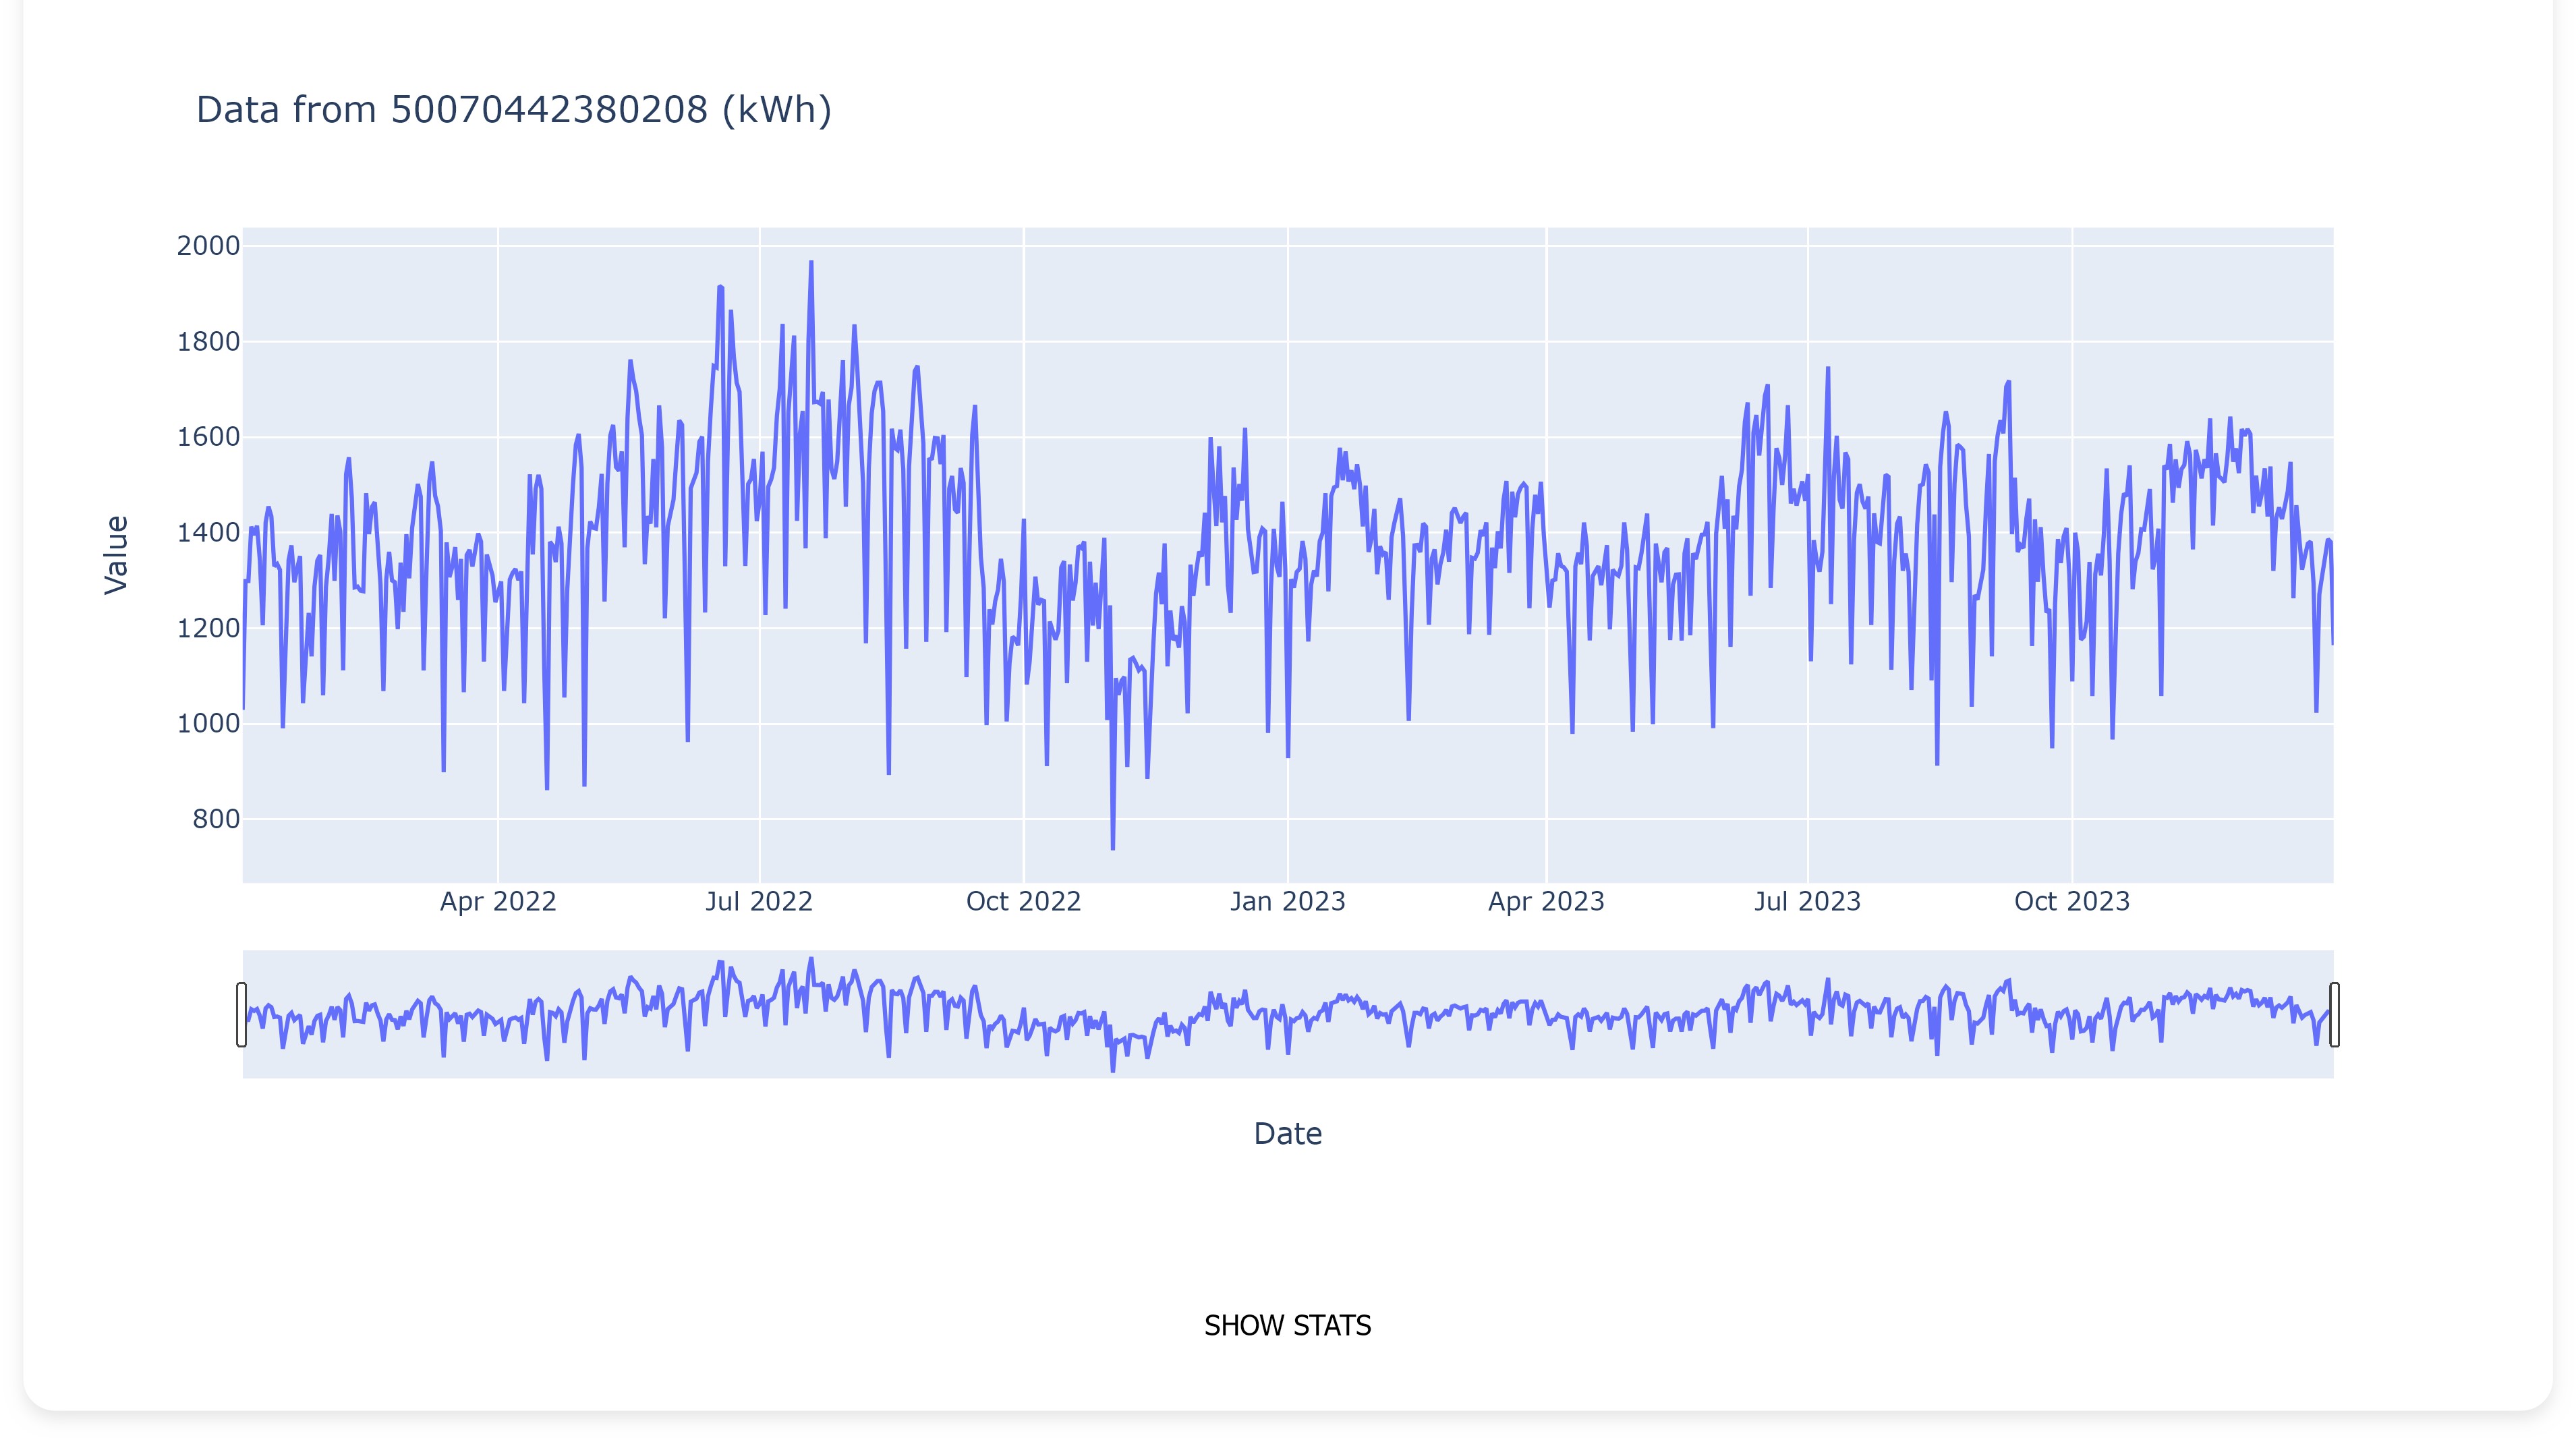 Data from 50070442380208 (kWh)
2000
1800
1600
1400
1200
1000
800
Value
Apr 2022
Jul 2022
Oct 2022
Jan 2023
Apr 2023
Jul 2023
Oct 2023
Date
SHOW STATS